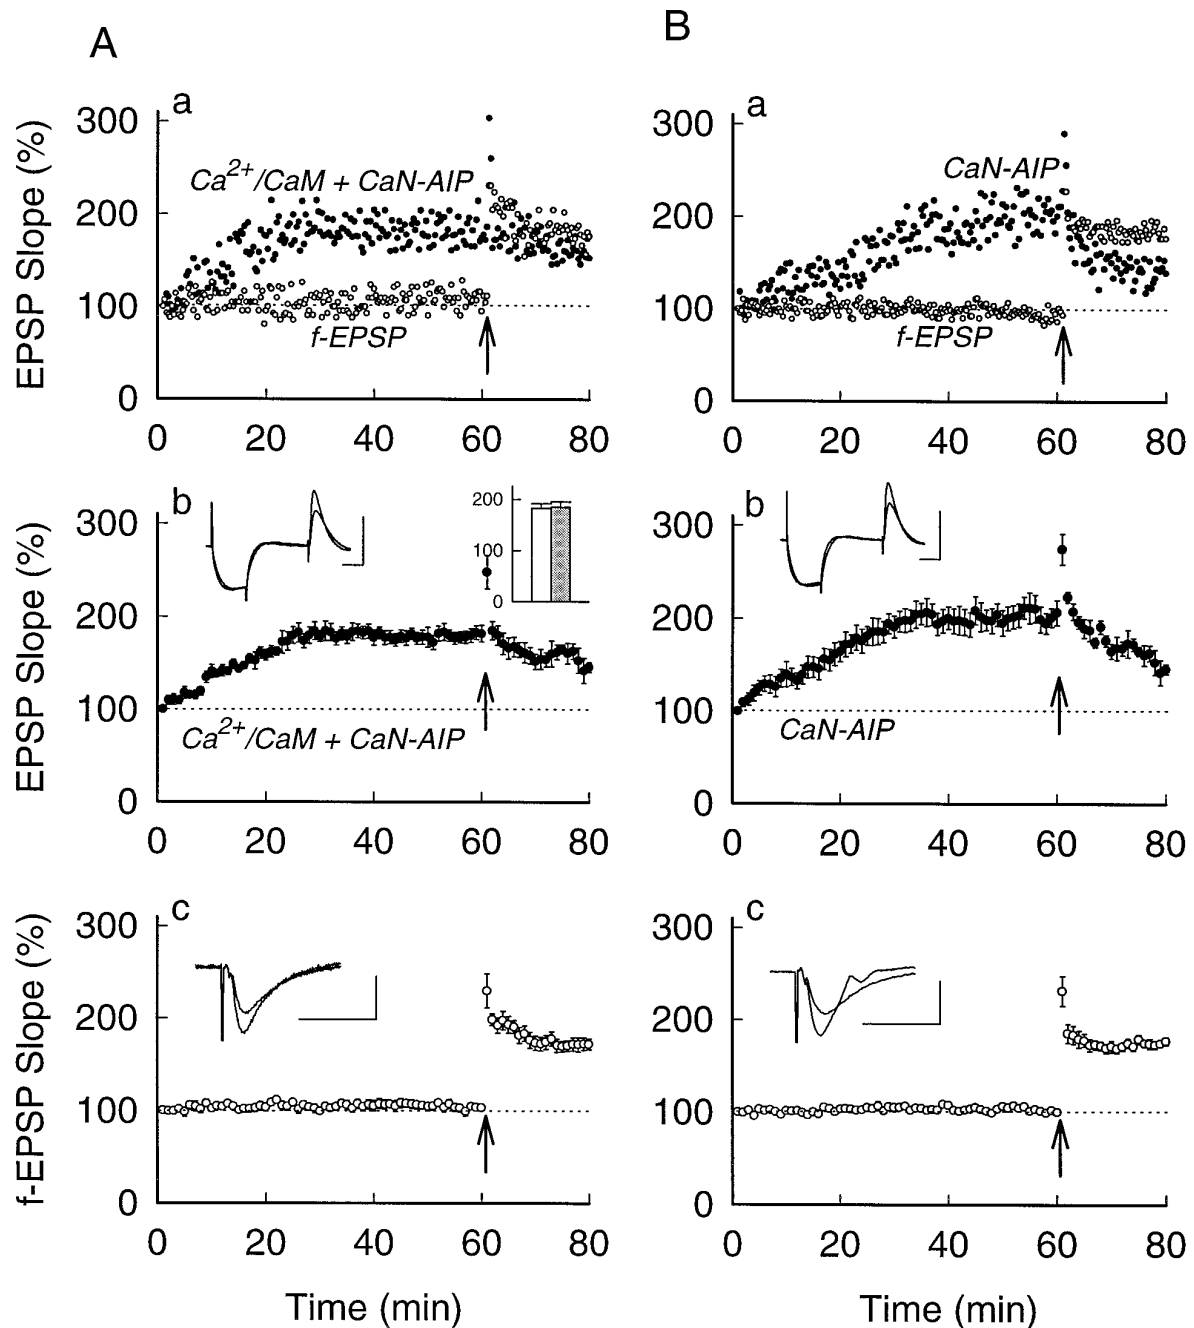 A
B
a
EPSP Slope (%)
300
200
100
0
Ca2+/CaM + CaN-AIP
f-EPSP
0 20 40 60 80
a
300
200
100
0
CaN-AIP
f-EPSP
0 20 40 60 80
b
EPSP Slope (%)
300
200
100
0
200
100
0
Ca2+/CaM + CaN-AIP
0 20 40 60 80
b
300
200
100
0
CaN-AIP
0 20 40 60 80
c
f-EPSP Slope (%)
300
200
100
0
0 20 40 60 80
Time (min)
c
300
200
100
0
0 20 40 60 80
Time (min)